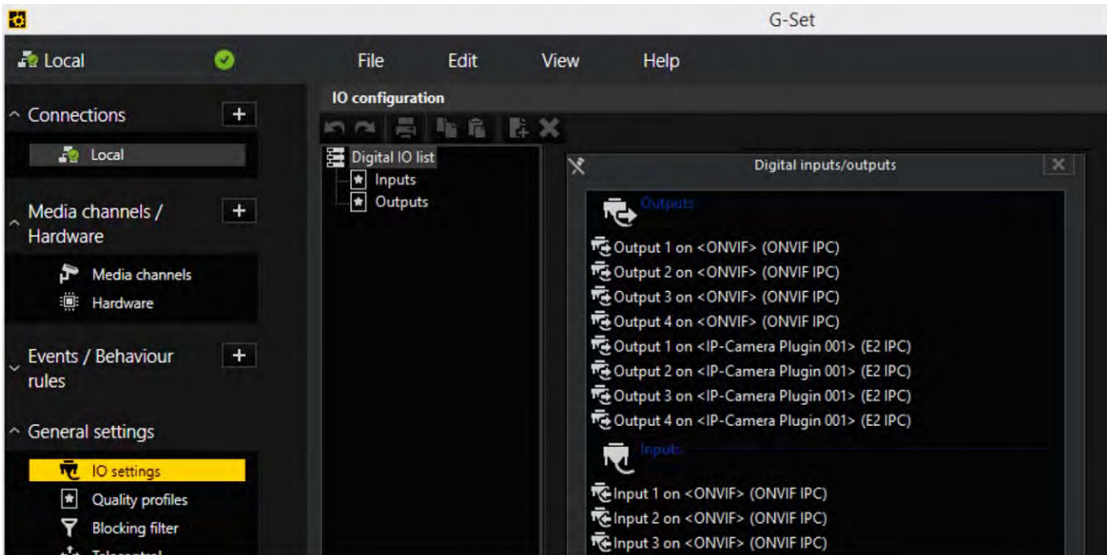 G-Set
Local
File Edit View Help
Connections
Local
Media channels /
Hardware
Media channels
Hardware
Events / Behaviour
rules
General settings
IO settings
Quality profiles
Blocking filter
Telecontrol
IO configuration
Digital IO list
Inputs
Outputs
Digital inputs/outputs
Outputs
Output 1 on <ONVIF> (ONVIF IPC)
Output 2 on <ONVIF> (ONVIF IPC)
Output 3 on <ONVIF> (ONVIF IPC)
Output 4 on <ONVIF> (ONVIF IPC)
Output 1 on <IP-Camera Plugin 001> (E2 IPC)
Output 2 on <IP-Camera Plugin 001> (E2 IPC)
Output 3 on <IP-Camera Plugin 001> (E2 IPC)
Output 4 on <IP-Camera Plugin 001> (E2 IPC)
Inputs
Input 1 on <ONVIF> (ONVIF IPC)
Input 2 on <ONVIF> (ONVIF IPC)
Input 3 on <ONVIF> (ONVIF IPC)